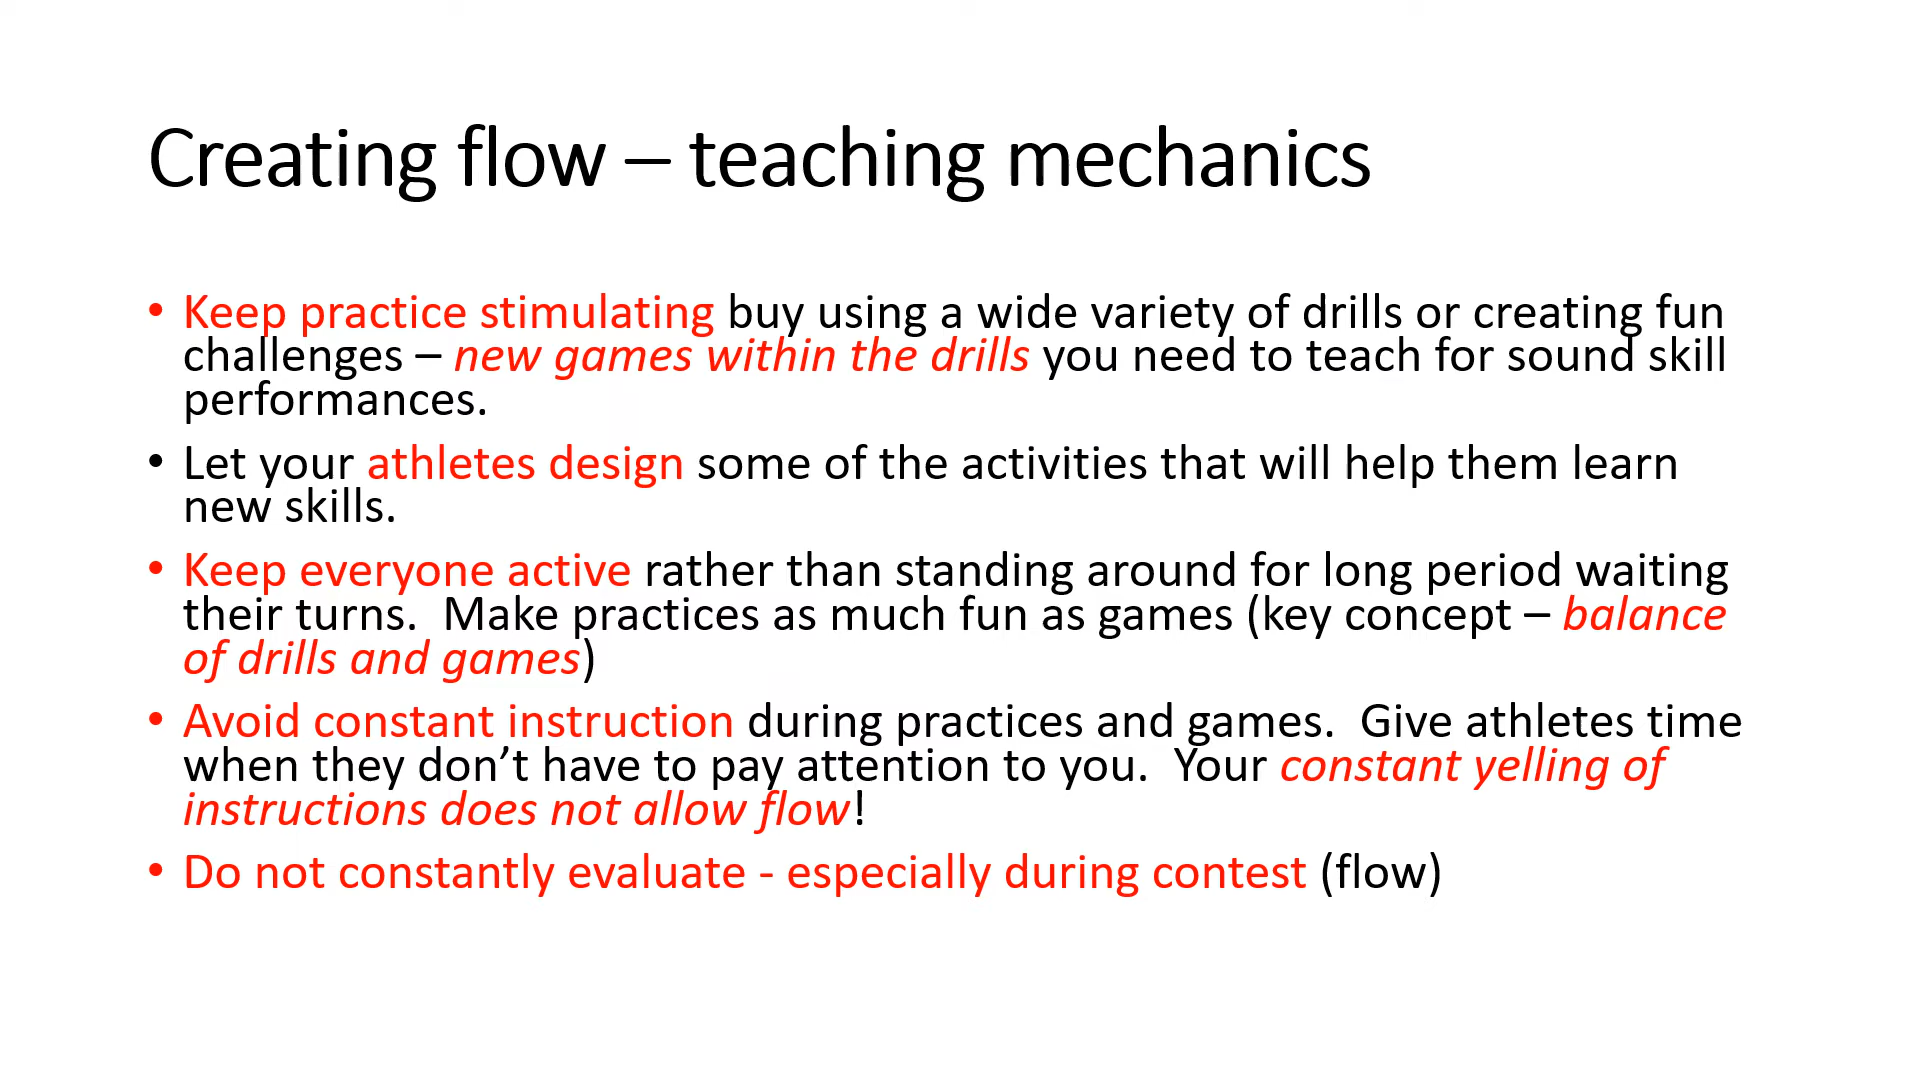 Creating flow – teaching mechanics
• Keep practice stimulating buy using a wide variety of drills or creating fun
challenges – new games within the drills you need to teach for sound skill
performances.
• Let your athletes design some of the activities that will help them learn
new skills.
• Keep everyone active rather than standing around for long period waiting
their turns.  Make practices as much fun as games (key concept – balance
of drills and games)
• Avoid constant instruction during practices and games.  Give athletes time
when they don’t have to pay attention to you.  Your constant yelling of
instructions does not allow flow!
• Do not constantly evaluate - especially during contest (flow)